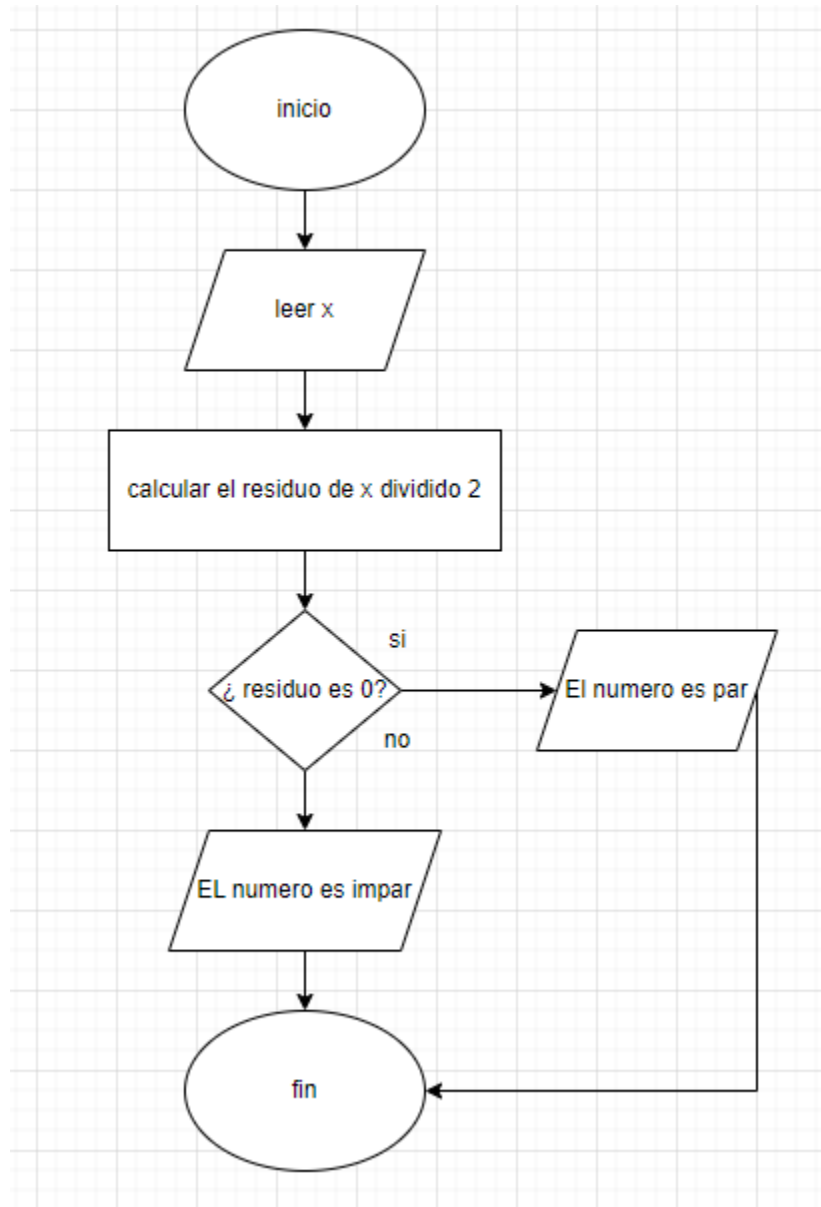 inicio
leer x
calcular el residuo de x dividido 2
si
¿ residuo es 0?
El numero es par
no
EL numero es impar
fin